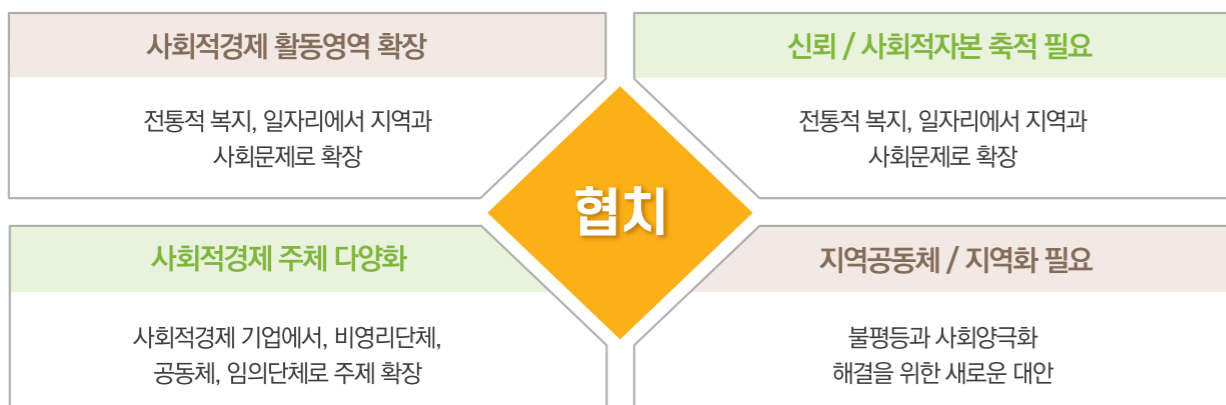 사회적경제 활동영역 확장
전통적 복지, 일자리에서 지역과
사회문제로 확장
신뢰 / 사회적자본 축적 필요
전통적 복지, 일자리에서 지역과
사회문제로 확장
협치
사회적경제 주체 다양화
사회적경제 기업에서, 비영리단체,
공동체, 임의단체로 주제 확장
지역공동체 / 지역화 필요
불평등과 사회양극화
해결을 위한 새로운 대안